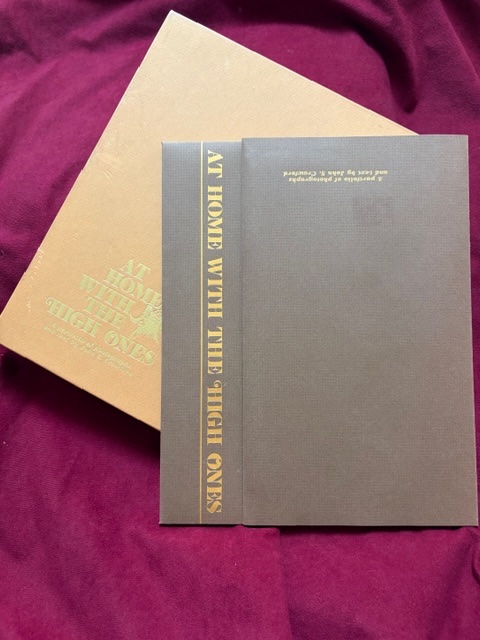 AT
HOME
WITH
THE
HIGH ONES
AT HOME WITH THE HIGH ONES
A portfolio of photographs
and text by John S. Crawford